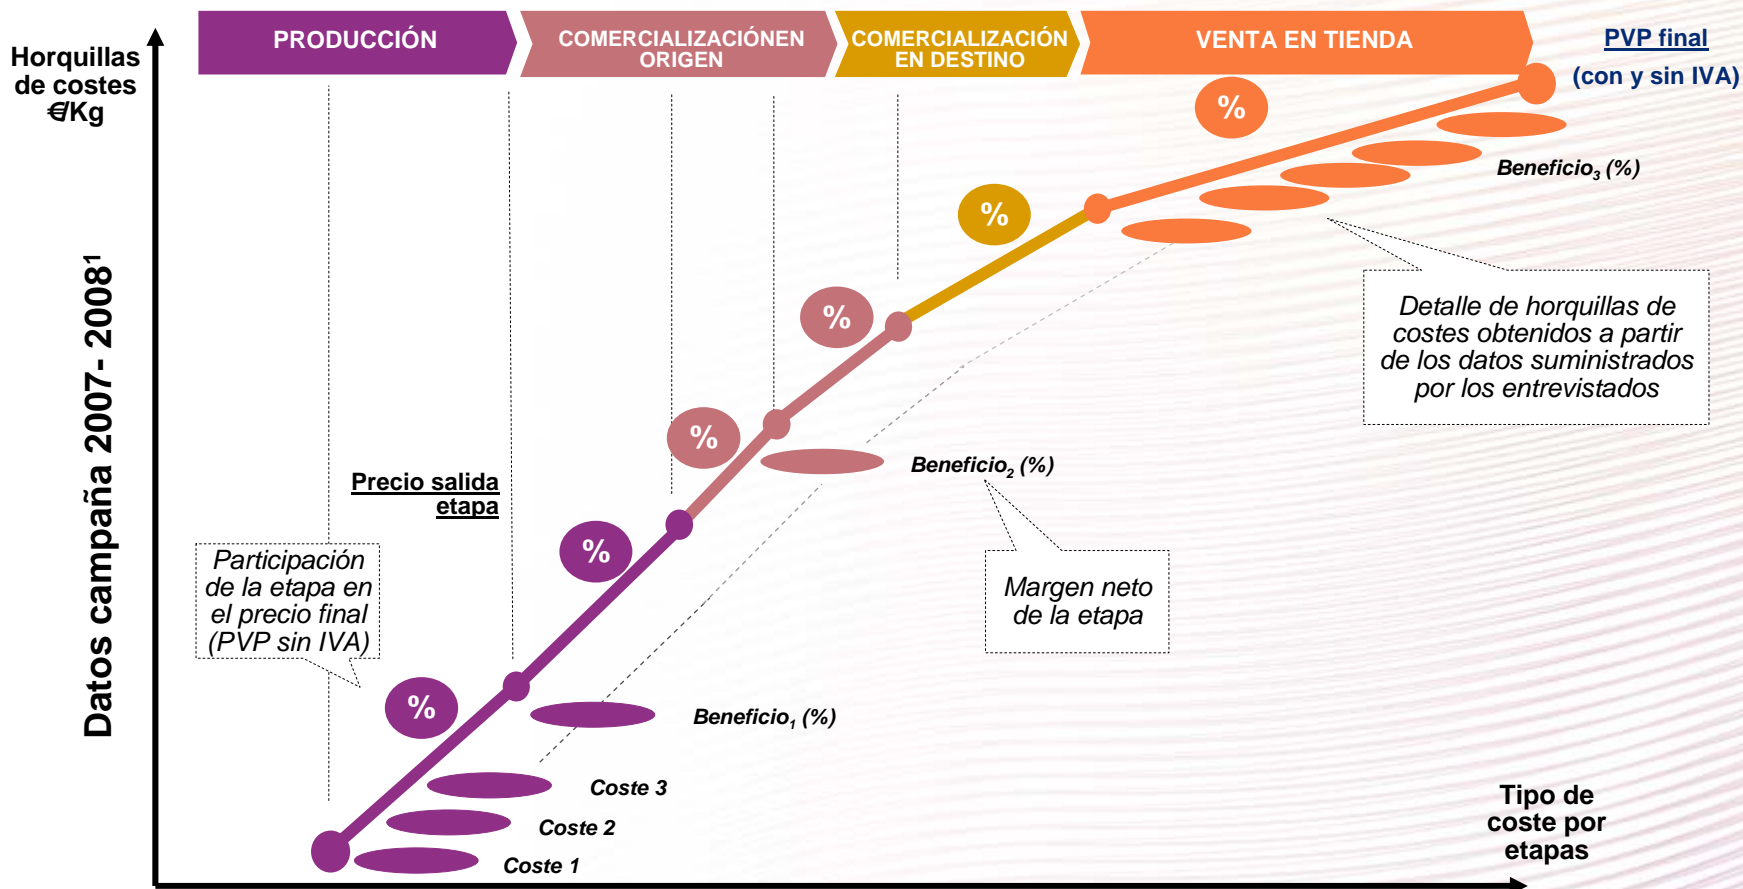 PRODUCCIÓN
COMERCIALIZACIÓNEN
ORIGEN
COMERCIALIZACIÓN
EN DESTINO
VENTA EN TIENDA
PVP final
(con y sin IVA)
Horquillas
de costes
€/Kg
Datos campaña 2007- 2008¹
%
%
%
%
%
%
Beneficio₃ (%)
Detalle de horquillas de
costes obtenidos a partir
de los datos suministrados
por los entrevistados
Beneficio₂ (%)
Precio salida
etapa
Participación
de la etapa en
el precio final
(PVP sin IVA)
Margen neto
de la etapa
Beneficio₁ (%)
Coste 3
Coste 2
Coste 1
Tipo de
coste por
etapas